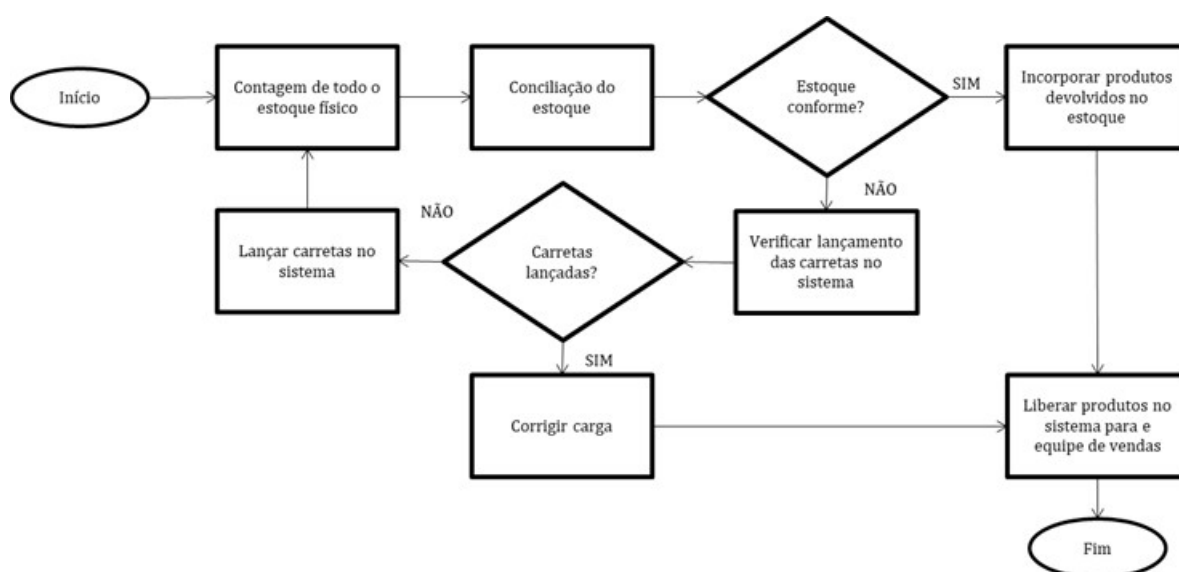 Início
Contagem de todo o
estoque físico
Conciliação do
estoque
Estoque
conforme?
SIM
Incorporar produtos
devolvidos no
estoque
NÃO
Verificar lançamento
das carretas no
sistema
Carretas
lançadas?
NÃO
Lançar carretas no
sistema
SIM
Corrigir carga
Liberar produtos no
sistema para e
equipe de vendas
Fim